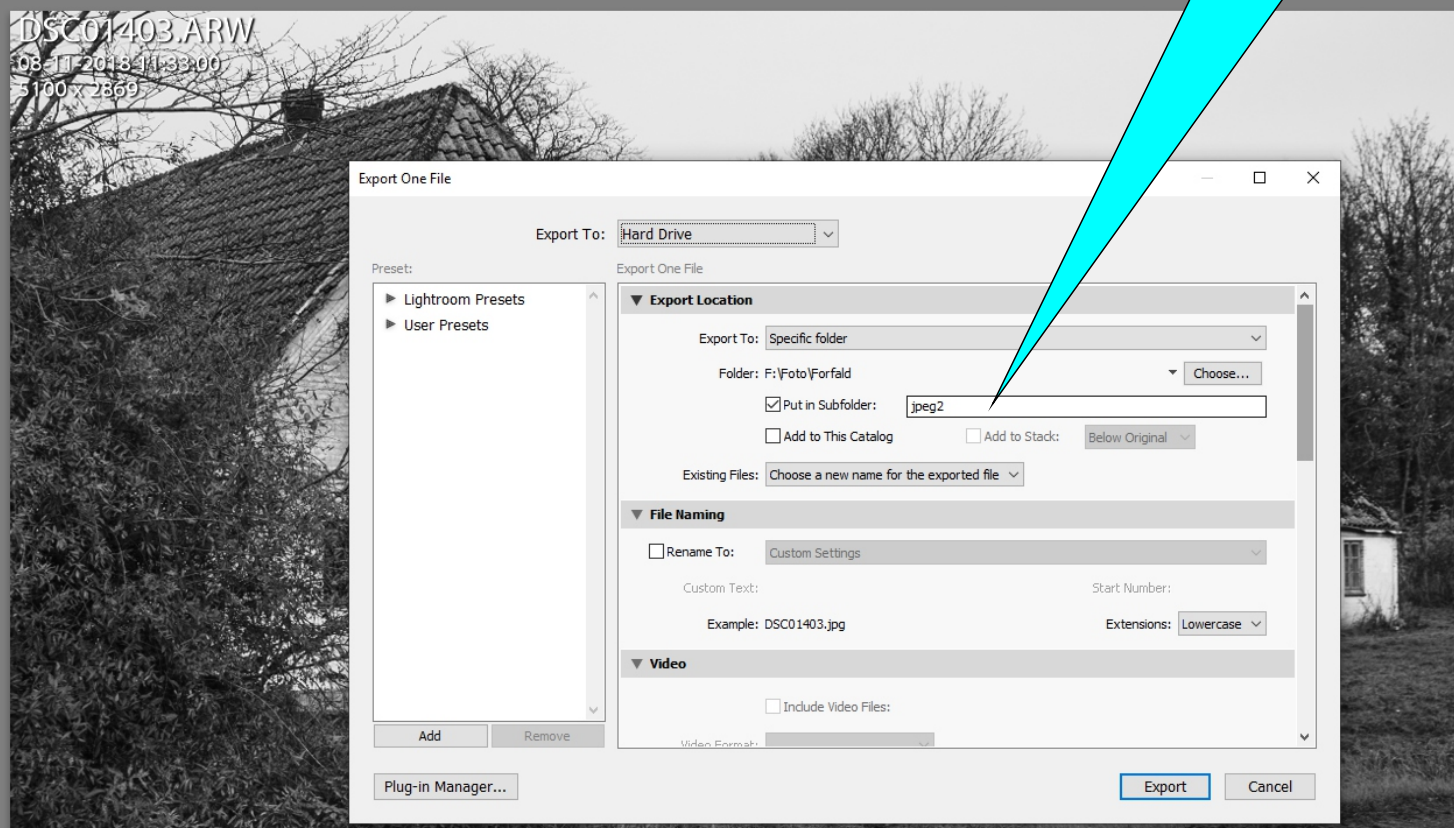 DSC01403.ARW
08-11-2018 11:33:00
5100 x 2869
Export One File
Export To: Hard Drive
Preset:
Export One File
Lightroom Presets
User Presets
Export Location
Export To: Specific folder
Folder: F:\Foto\Forfald Choose...
Put in Subfolder: jpeg2
Add to This Catalog Add to Stack: Below Original
Existing Files: Choose a new name for the exported file
File Naming
Rename To: Custom Settings
Custom Text: Start Number:
Example: DSC01403.jpg Extensions: Lowercase
Video
Include Video Files:
Video Format:
Add Remove
Plug-in Manager... Export Cancel